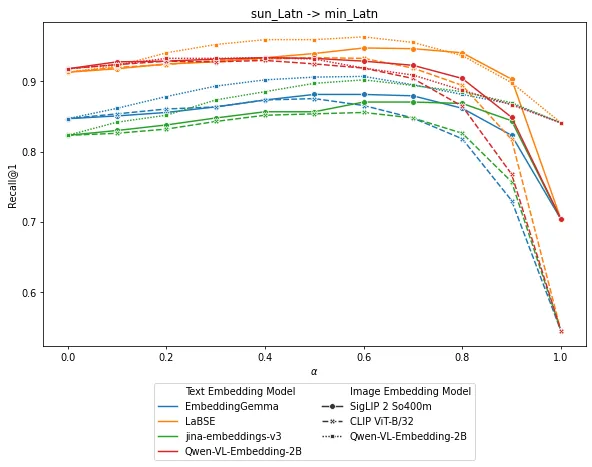 sun_Latn -> min_Latn
Recall@1
0.9
0.8
0.7
0.6
0.0 0.2 0.4 0.6 0.8 1.0
α
Text Embedding Model Image Embedding Model
EmbeddingGemma SigLIP 2 So400m
LaBSE CLIP ViT-B/32
jina-embeddings-v3 Qwen-VL-Embedding-2B
Qwen-VL-Embedding-2B